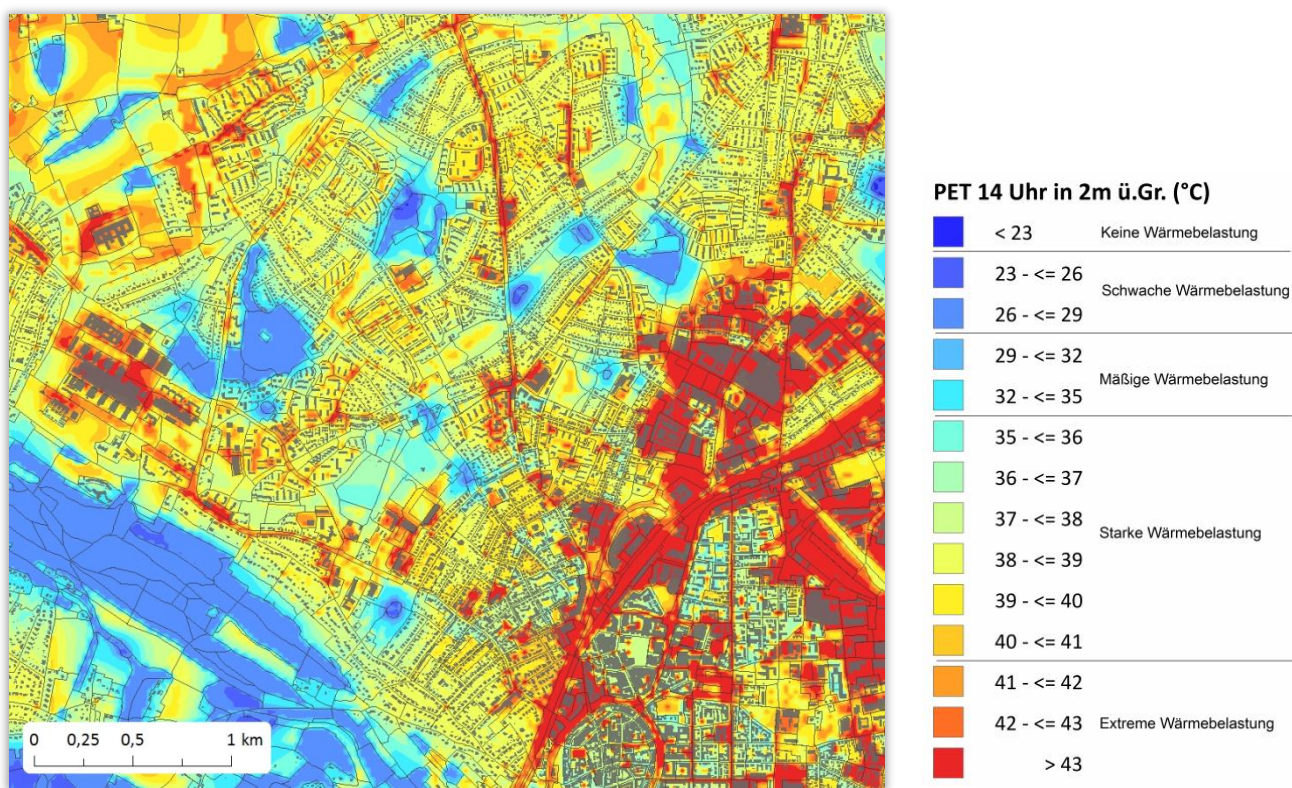 PET 14 Uhr in 2m ü.Gr. (°C)
< 23 Keine Wärmebelastung
23 - <= 26
Schwache Wärmebelastung
26 - <= 29
29 - <= 32
Mäßige Wärmebelastung
32 - <= 35
35 - <= 36
36 - <= 37
37 - <= 38
Starke Wärmebelastung
38 - <= 39
39 - <= 40
40 - <= 41
41 - <= 42
42 - <= 43 Extreme Wärmebelastung
> 43
0 0,25 0,5 1 km